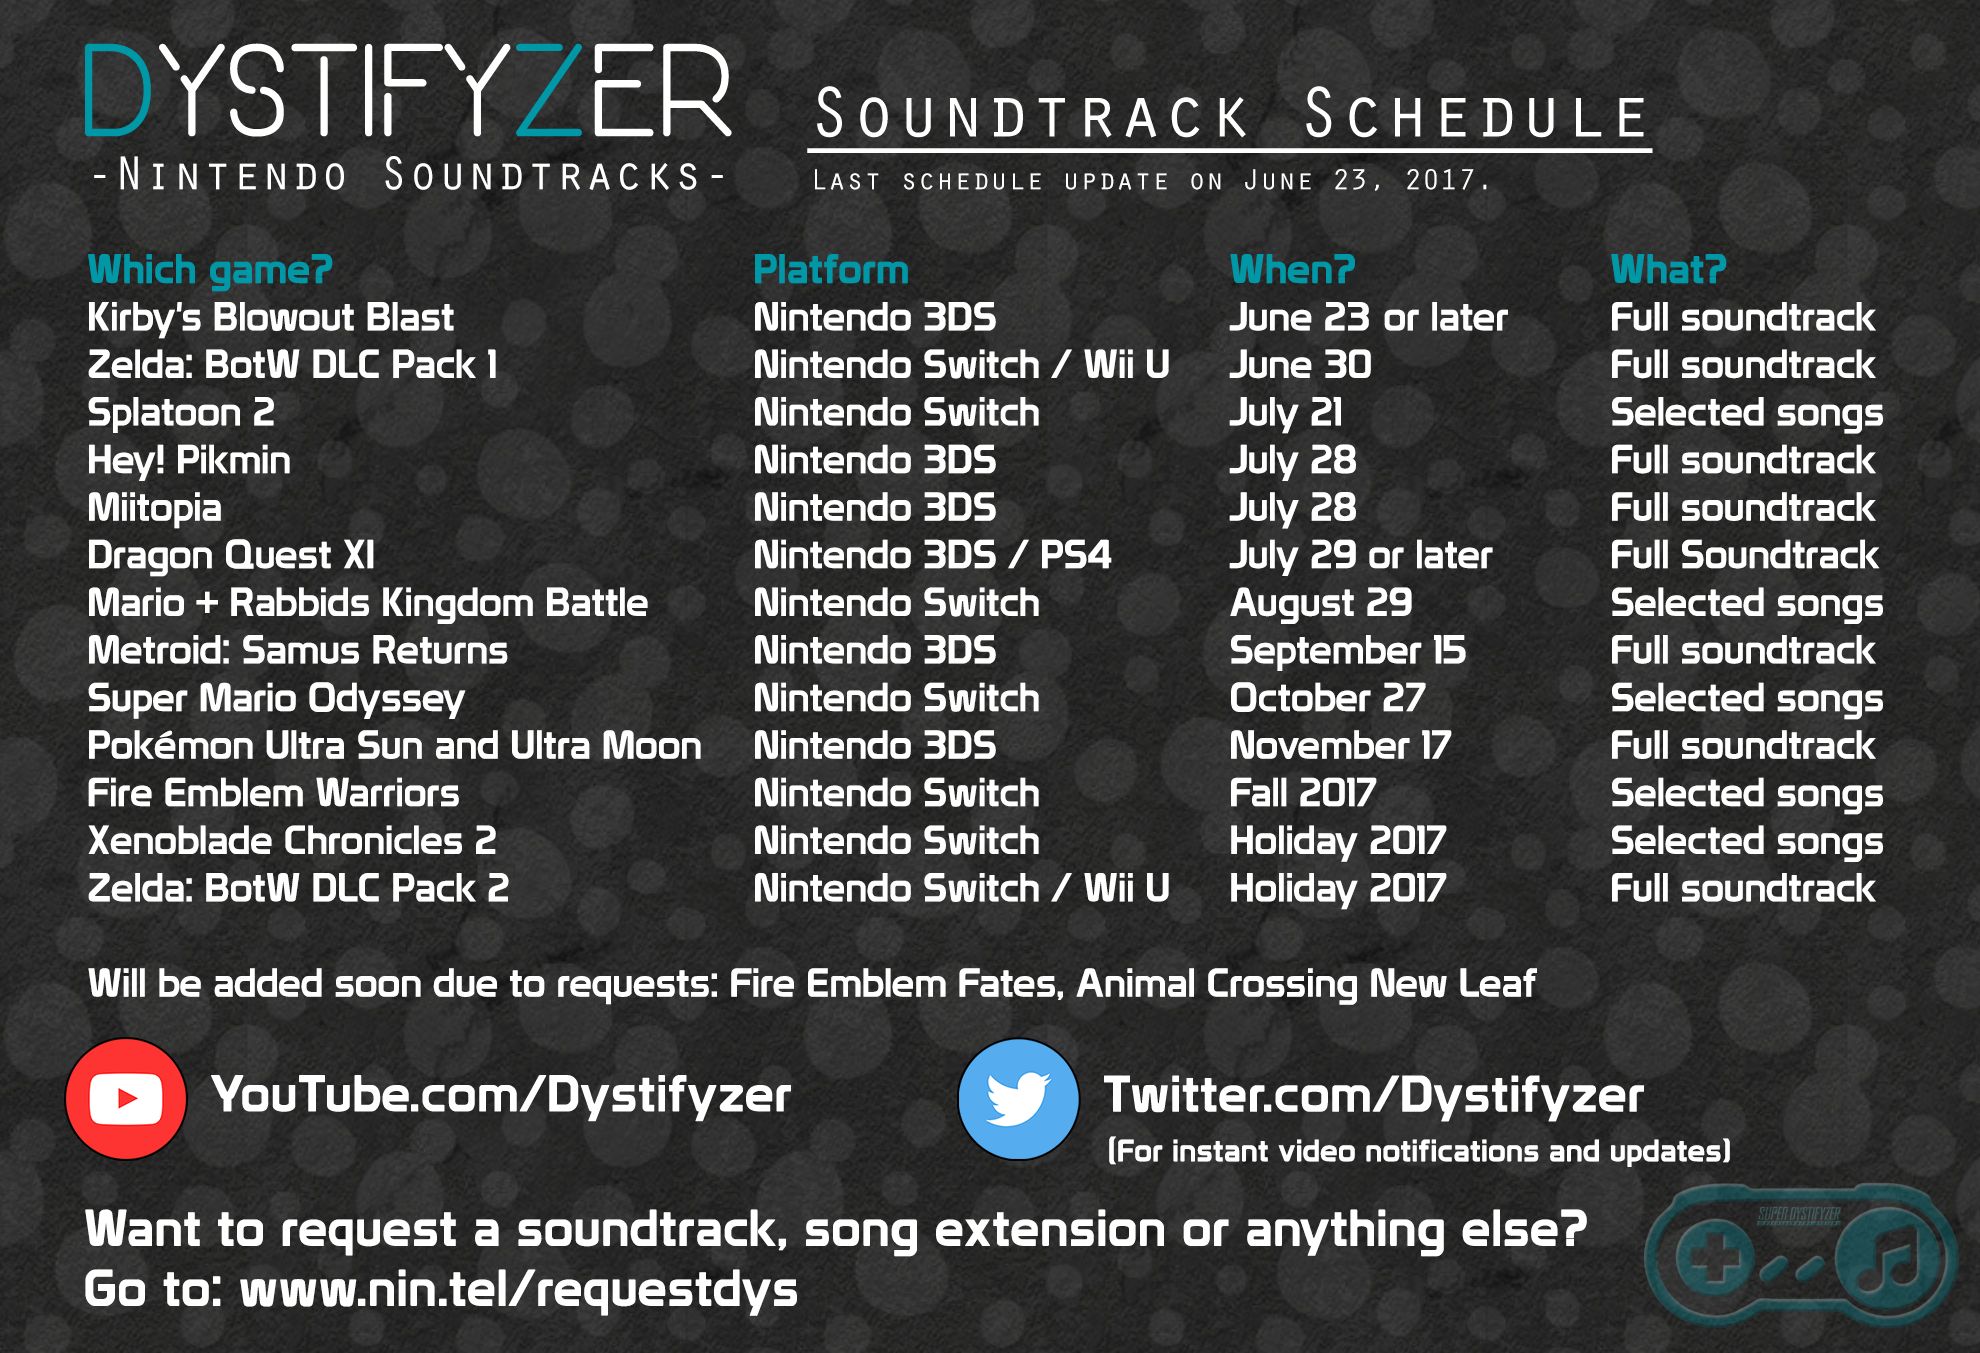 DYSTIFYZER
-Nintendo Soundtracks-
Soundtrack Schedule
Last schedule update on June 23, 2017.
Which game? Platform When? What?
Kirby's Blowout Blast Nintendo 3DS June 23 or later Full soundtrack
Zelda: BotW DLC Pack 1 Nintendo Switch / Wii U June 30 Full soundtrack
Splatoon 2 Nintendo Switch July 21 Selected songs
Hey! Pikmin Nintendo 3DS July 28 Full soundtrack
Miitopia Nintendo 3DS July 28 Full soundtrack
Dragon Quest XI Nintendo 3DS / PS4 July 29 or later Full Soundtrack
Mario + Rabbids Kingdom Battle Nintendo Switch August 29 Selected songs
Metroid: Samus Returns Nintendo 3DS September 15 Full soundtrack
Super Mario Odyssey Nintendo Switch October 27 Selected songs
Pokémon Ultra Sun and Ultra Moon Nintendo 3DS November 17 Full soundtrack
Fire Emblem Warriors Nintendo Switch Fall 2017 Selected songs
Xenoblade Chronicles 2 Nintendo Switch Holiday 2017 Selected songs
Zelda: BotW DLC Pack 2 Nintendo Switch / Wii U Holiday 2017 Full soundtrack
Will be added soon due to requests: Fire Emblem Fates, Animal Crossing New Leaf
YouTube.com/Dystifyzer
Twitter.com/Dystifyzer
(For instant video notifications and updates)
Want to request a soundtrack, song extension or anything else?
Go to: www.nin.tel/requestdys
SUPER DYSTIFYZER